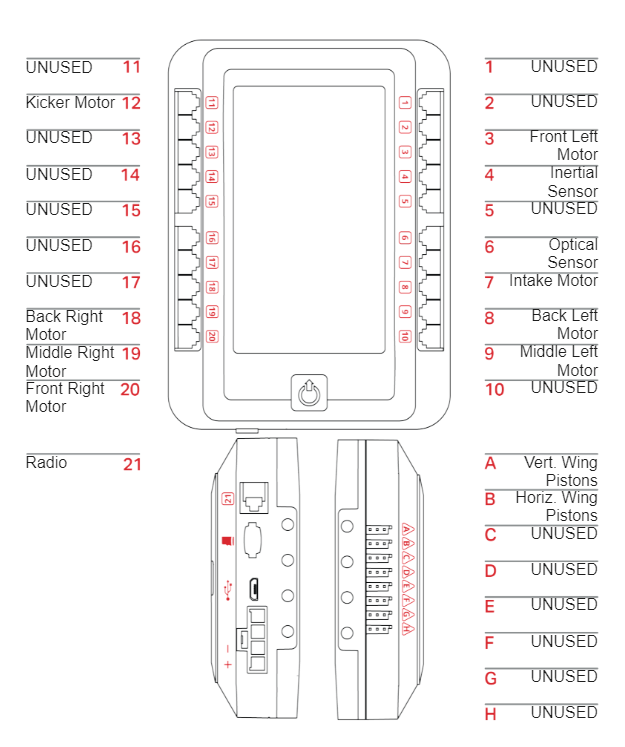 UNUSED 11
Kicker Motor 12
UNUSED 13
UNUSED 14
UNUSED 15
UNUSED 16
UNUSED 17
Back Right 18
Motor
Middle Right 19
Motor
Front Right 20
Motor
Radio 21
11
12
13
14
15
16
17
18
19
20
1
2
3
4
5
6
7
8
9
10
1 UNUSED
2 UNUSED
3 Front Left
Motor
4 Inertial
Sensor
5 UNUSED
6 Optical
Sensor
7 Intake Motor
8 Back Left
Motor
9 Middle Left
Motor
10 UNUSED
21
− +
A
B
C
D
E
F
G
H
A Vert. Wing
Pistons
B Horiz. Wing
Pistons
C UNUSED
D UNUSED
E UNUSED
F UNUSED
G UNUSED
H UNUSED